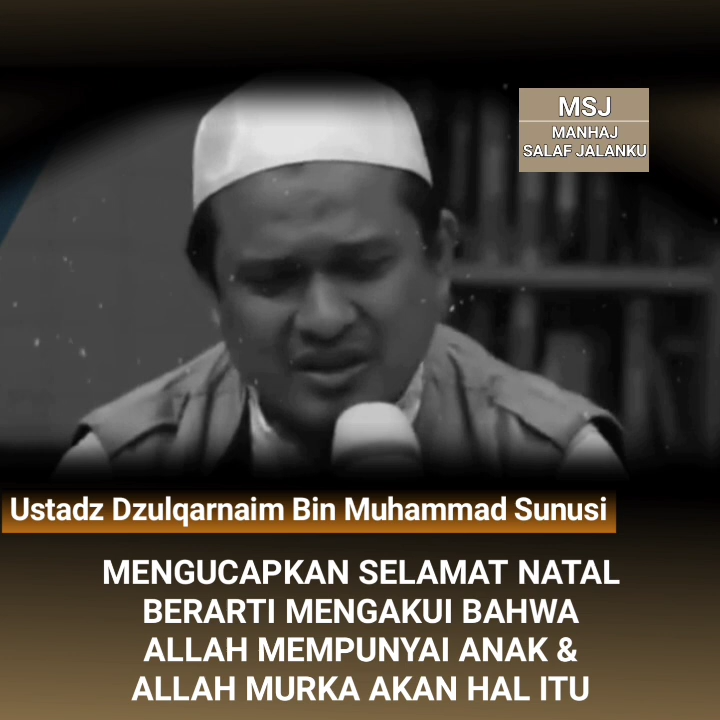 MSJ
MANHAJ
SALAF JALANKU
Ustadz Dzulqarnaim Bin Muhammad Sunusi
MENGUCAPKAN SELAMAT NATAL
BERARTI MENGAKUI BAHWA
ALLAH MEMPUNYAI ANAK &
ALLAH MURKA AKAN HAL ITU